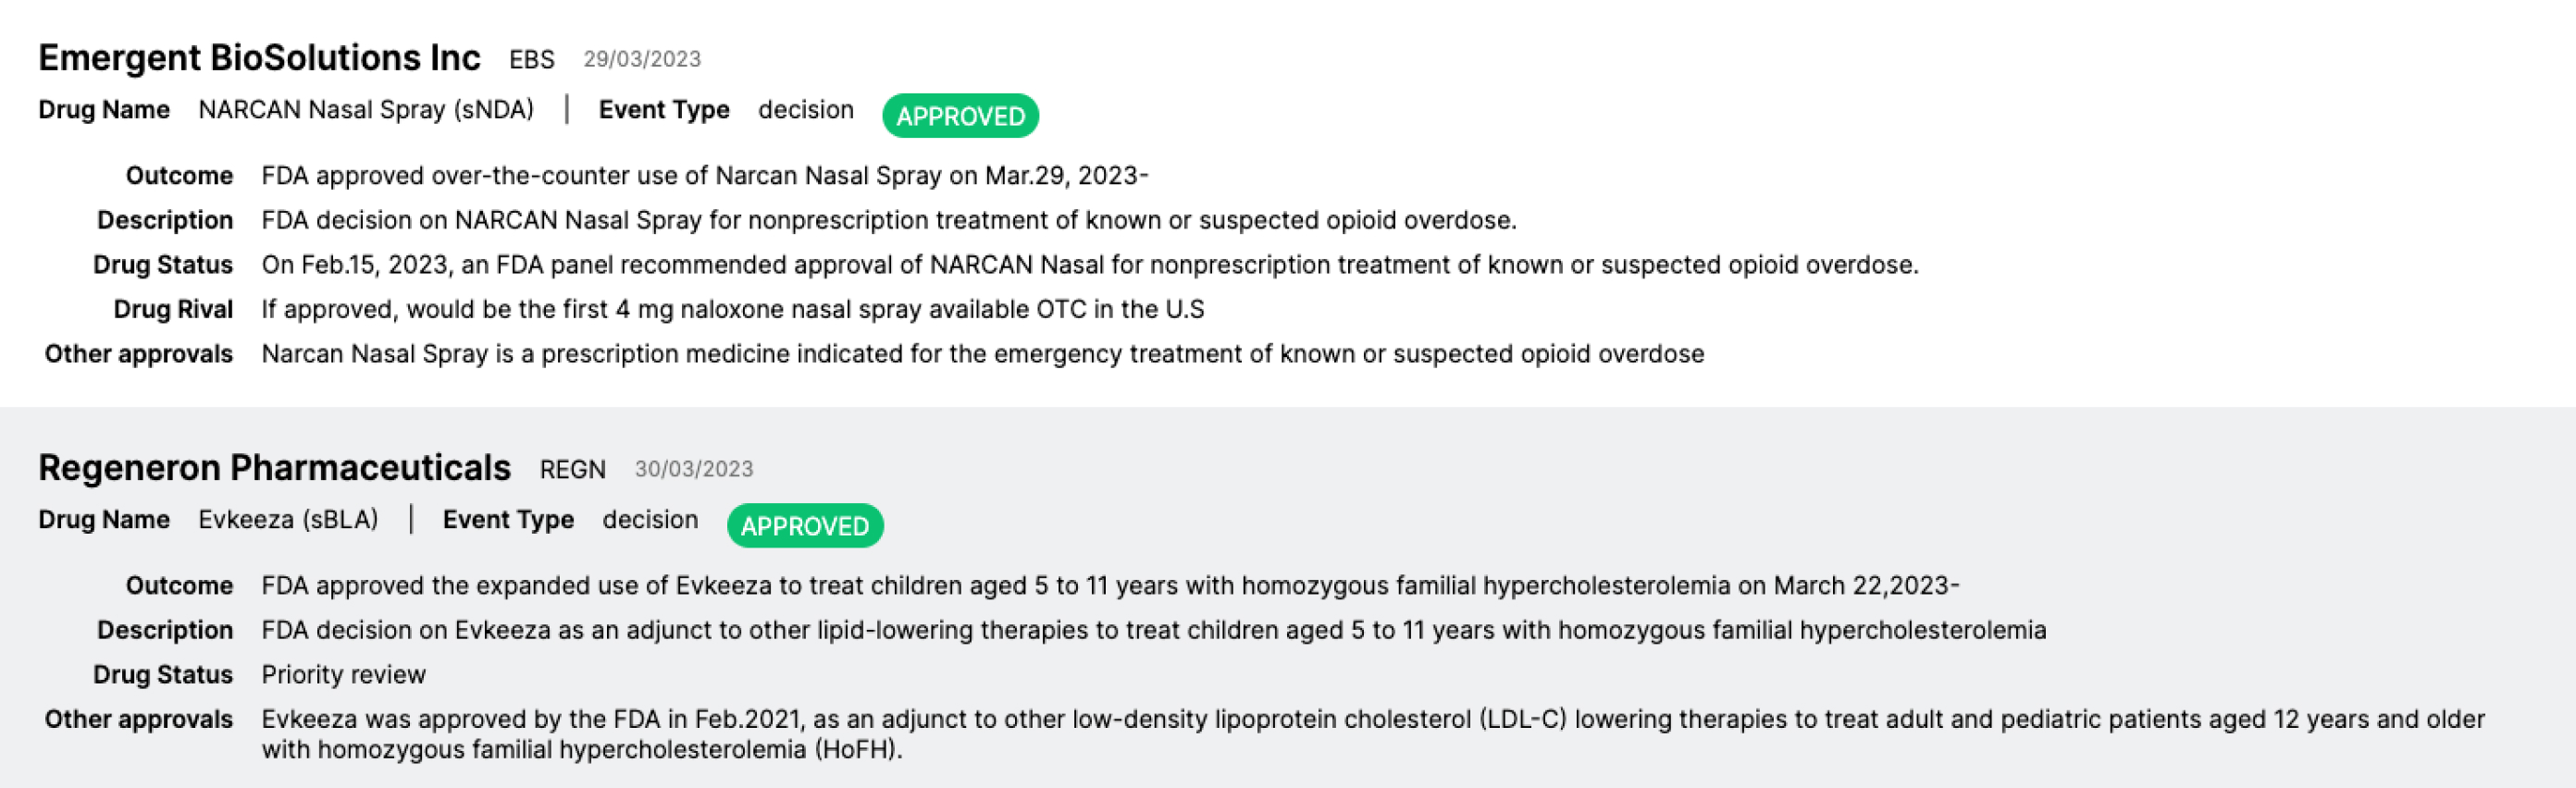 Emergent BioSolutions Inc EBS 29/03/2023
Drug Name NARCAN Nasal Spray (sNDA) | Event Type decision APPROVED
Outcome FDA approved over-the-counter use of Narcan Nasal Spray on Mar.29, 2023-
Description FDA decision on NARCAN Nasal Spray for nonprescription treatment of known or suspected opioid overdose.
Drug Status On Feb.15, 2023, an FDA panel recommended approval of NARCAN Nasal for nonprescription treatment of known or suspected opioid overdose.
Drug Rival If approved, would be the first 4 mg naloxone nasal spray available OTC in the U.S
Other approvals Narcan Nasal Spray is a prescription medicine indicated for the emergency treatment of known or suspected opioid overdose
Regeneron Pharmaceuticals REGN 30/03/2023
Drug Name Evkeeza (sBLA) | Event Type decision APPROVED
Outcome FDA approved the expanded use of Evkeeza to treat children aged 5 to 11 years with homozygous familial hypercholesterolemia on March 22,2023-
Description FDA decision on Evkeeza as an adjunct to other lipid-lowering therapies to treat children aged 5 to 11 years with homozygous familial hypercholesterolemia
Drug Status Priority review
Other approvals Evkeeza was approved by the FDA in Feb.2021, as an adjunct to other low-density lipoprotein cholesterol (LDL-C) lowering therapies to treat adult and pediatric patients aged 12 years and older
with homozygous familial hypercholesterolemia (HoFH).